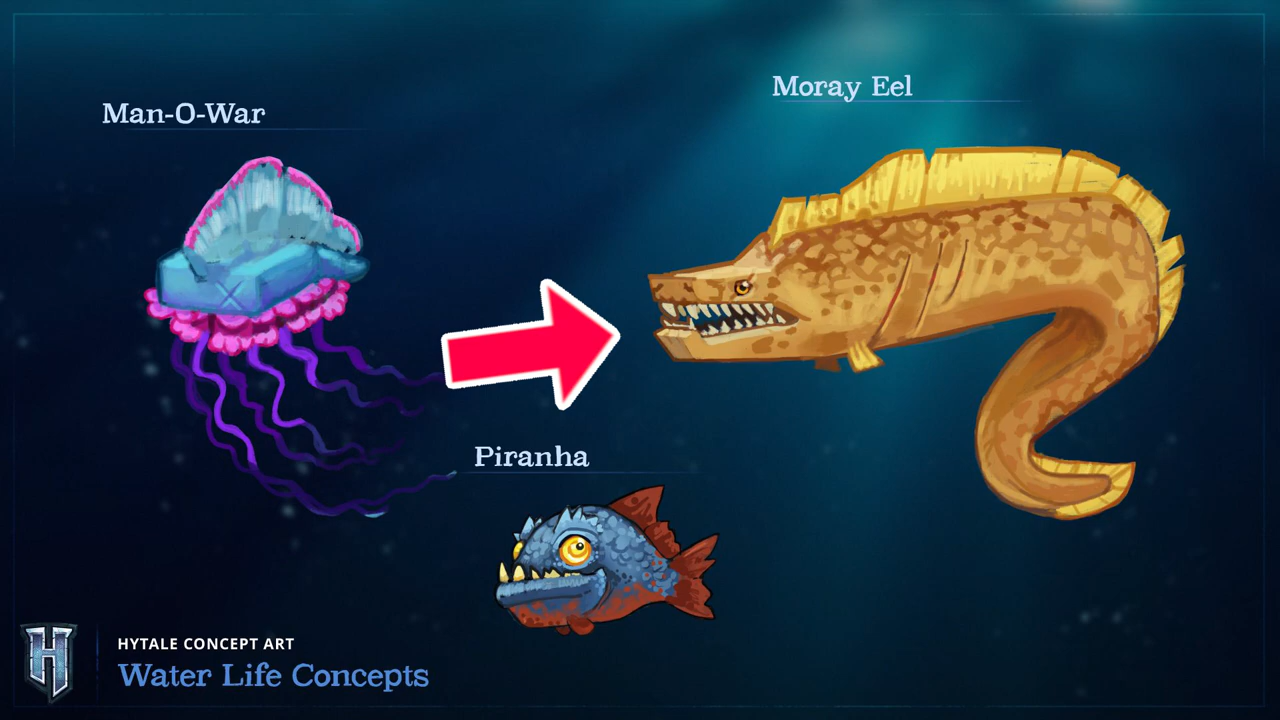 Moray Eel
Man-O-War
Piranha
H
HYTALE CONCEPT ART
Water Life Concepts